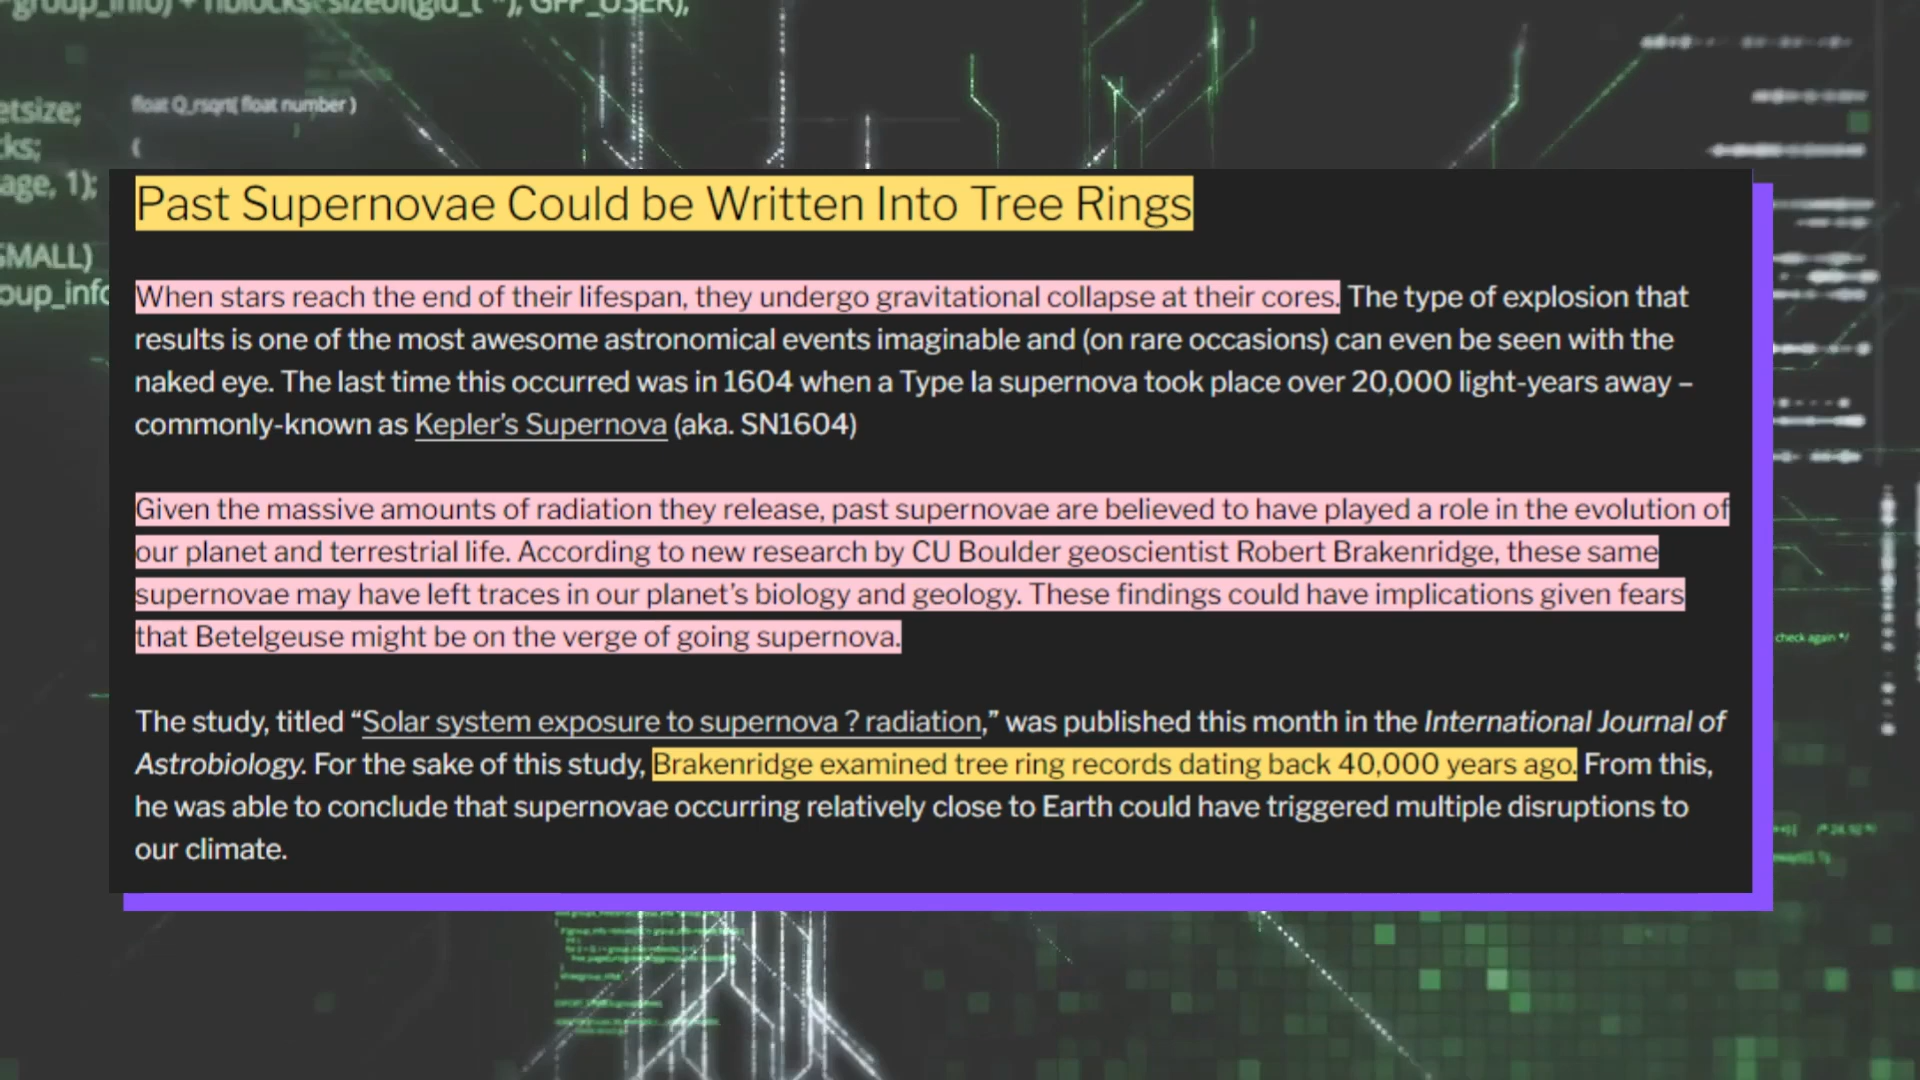 float Q_rsqrt( float number )
etsize;
{
age, 1);
SMALL)
oup_info
Past Supernovae Could be Written Into Tree Rings
When stars reach the end of their lifespan, they undergo gravitational collapse at their cores. The type of explosion that
results is one of the most awesome astronomical events imaginable and (on rare occasions) can even be seen with the
naked eye. The last time this occurred was in 1604 when a Type Ia supernova took place over 20,000 light-years away –
commonly-known as Kepler's Supernova (aka. SN1604)
Given the massive amounts of radiation they release, past supernovae are believed to have played a role in the evolution of
our planet and terrestrial life. According to new research by CU Boulder geoscientist Robert Brakenridge, these same
supernovae may have left traces in our planet's biology and geology. These findings could have implications given fears
that Betelgeuse might be on the verge of going supernova.
check again */
The study, titled “Solar system exposure to supernova ? radiation,” was published this month in the International Journal of
Astrobiology. For the sake of this study, Brakenridge examined tree ring records dating back 40,000 years ago. From this,
he was able to conclude that supernovae occurring relatively close to Earth could have triggered multiple disruptions to
our climate.